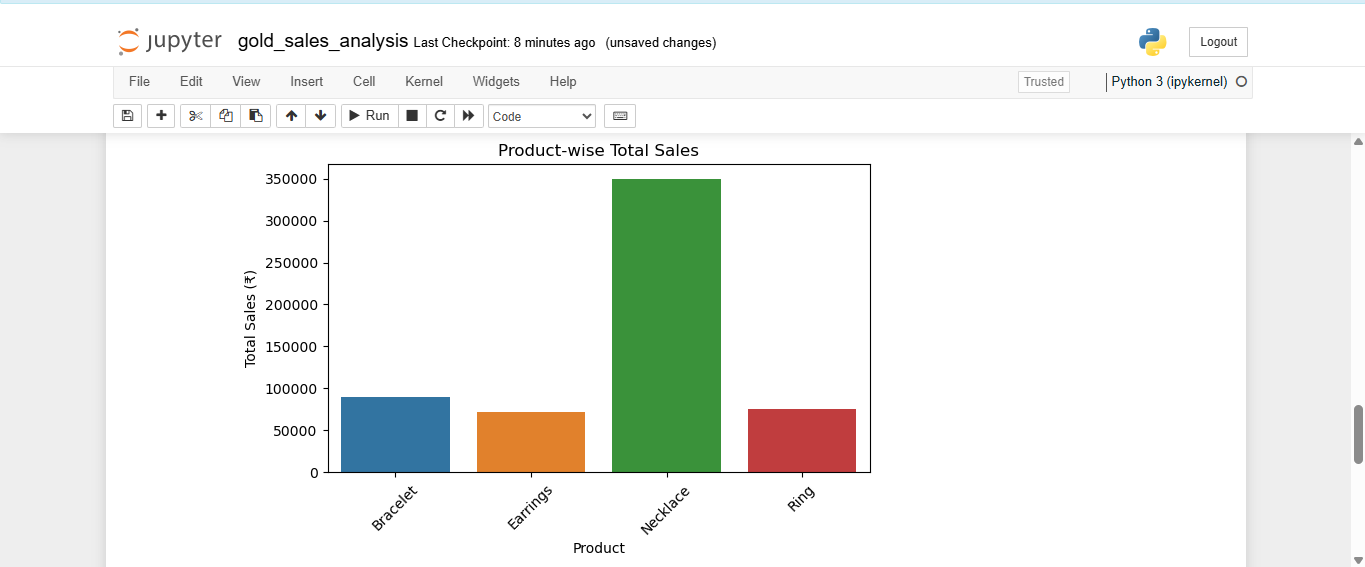 jupyter gold_sales_analysis Last Checkpoint: 8 minutes ago (unsaved changes) Logout
File Edit View Insert Cell Kernel Widgets Help Trusted Python 3 (ipykernel)
Run Code
Product-wise Total Sales
350000
300000
250000
200000
150000
100000
50000
0
Total Sales (₹)
Bracelet Earrings Necklace Ring
Product